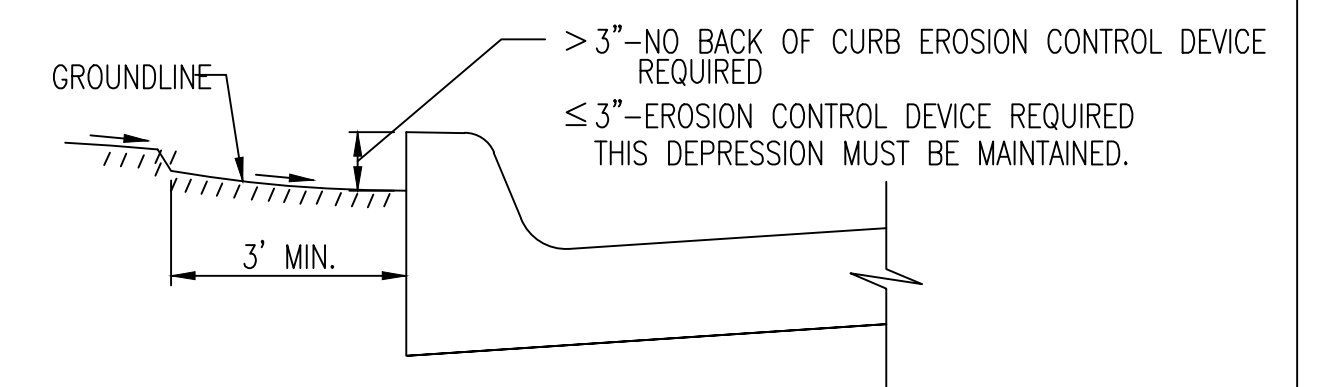 > 3"-NO BACK OF CURB EROSION CONTROL DEVICE
REQUIRED
GROUNDLINE
≤ 3"-EROSION CONTROL DEVICE REQUIRED
THIS DEPRESSION MUST BE MAINTAINED.
3' MIN.